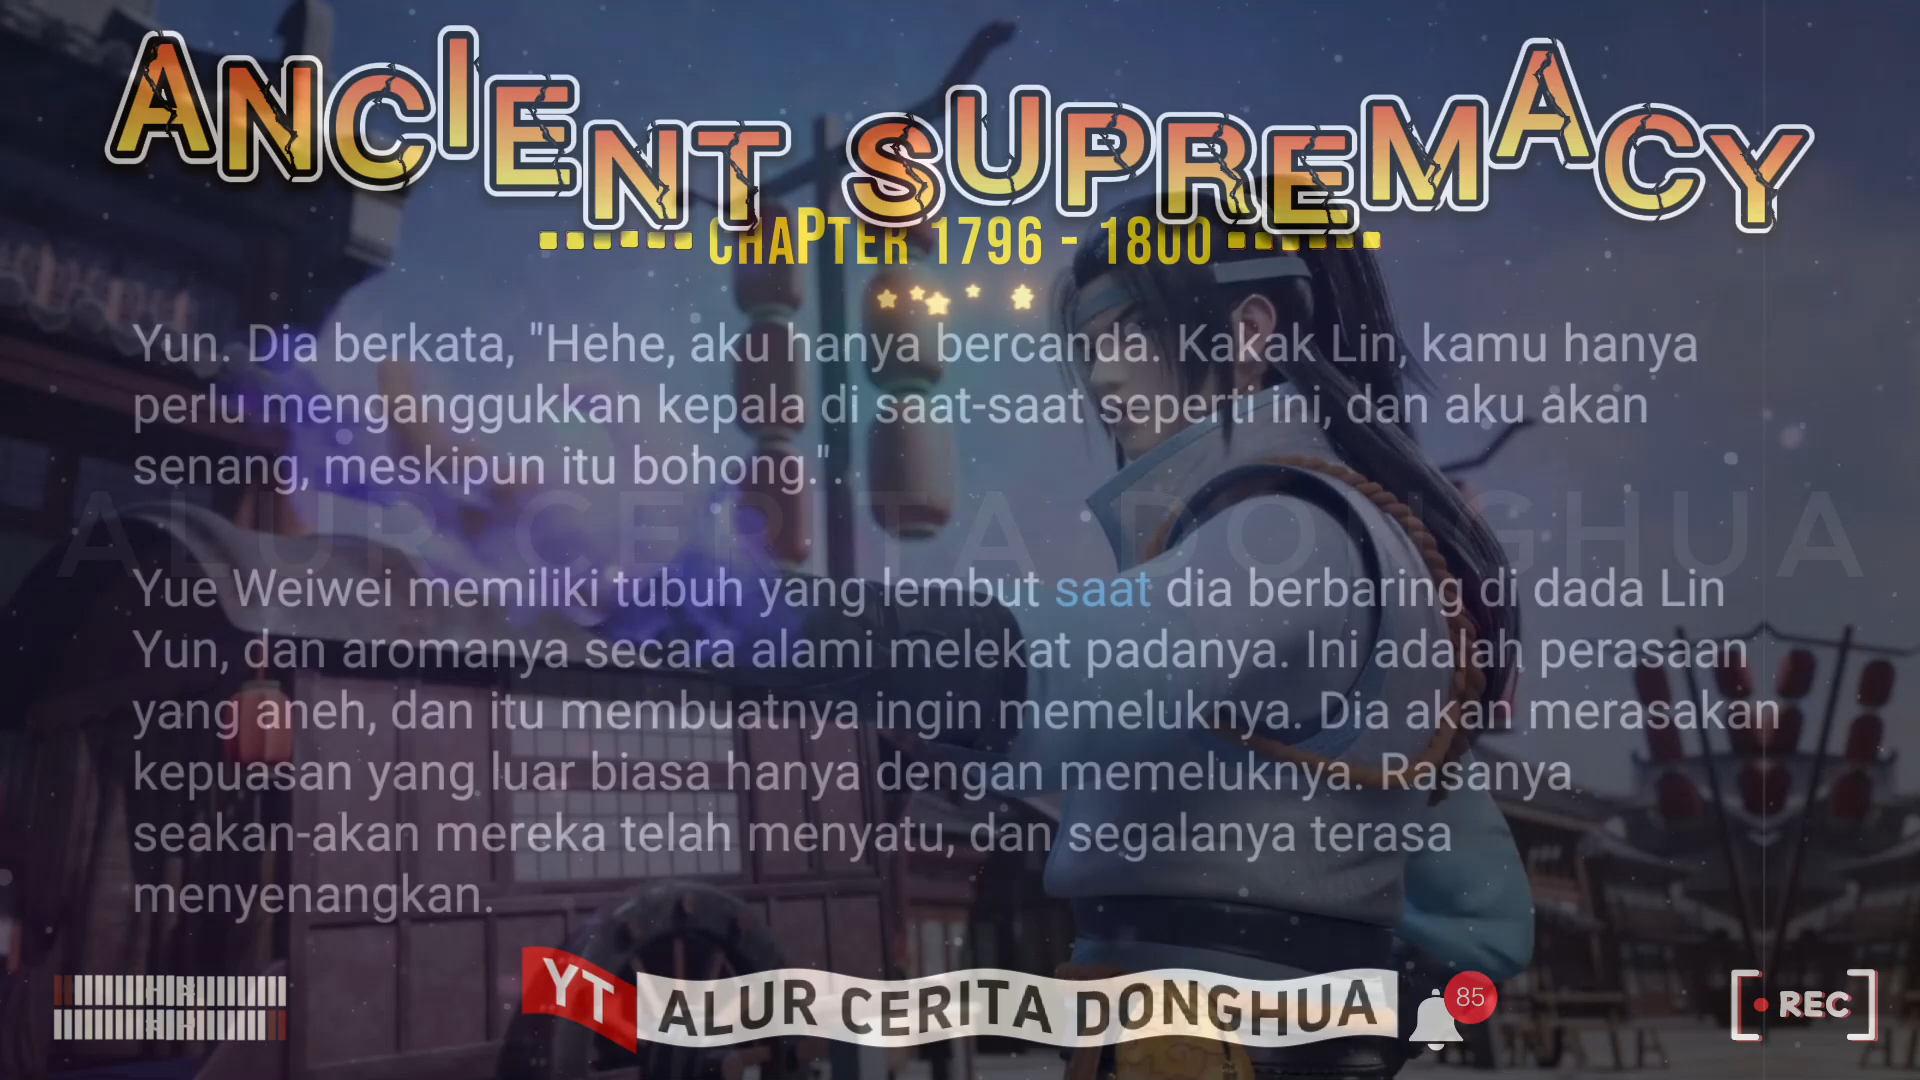 ANCIENT SUPREMACY
CHAPTER 1796 - 1800
Yun. Dia berkata, "Hehe, aku hanya bercanda. Kakak Lin, kamu hanya
perlu menganggukkan kepala di saat-saat seperti ini, dan aku akan
senang, meskipun itu bohong." .
ALUR CERITA DONGHUA
Yue Weiwei memiliki tubuh yang lembut saat dia berbaring di dada Lin
Yun, dan aromanya secara alami melekat padanya. Ini adalah perasaan
yang aneh, dan itu membuatnya ingin memeluknya. Dia akan merasakan
kepuasan yang luar biasa hanya dengan memeluknya. Rasanya
seakan-akan mereka telah menyatu, dan segalanya terasa
menyenangkan.
YT ALUR CERITA DONGHUA 85
REC